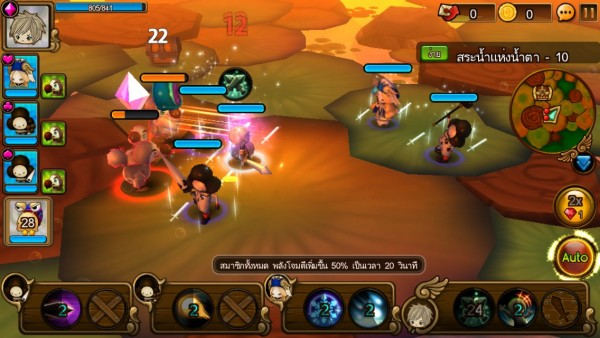 805/841
22
12
0
0
ง่าย
สระน้ำแห่งน้ำตา - 10
28
2x
1
Auto
สมาชิกทั้งหมด พลังโจมตีเพิ่มขึ้น 50% เป็นเวลา 20 วินาที
2
2
2
2
24
2